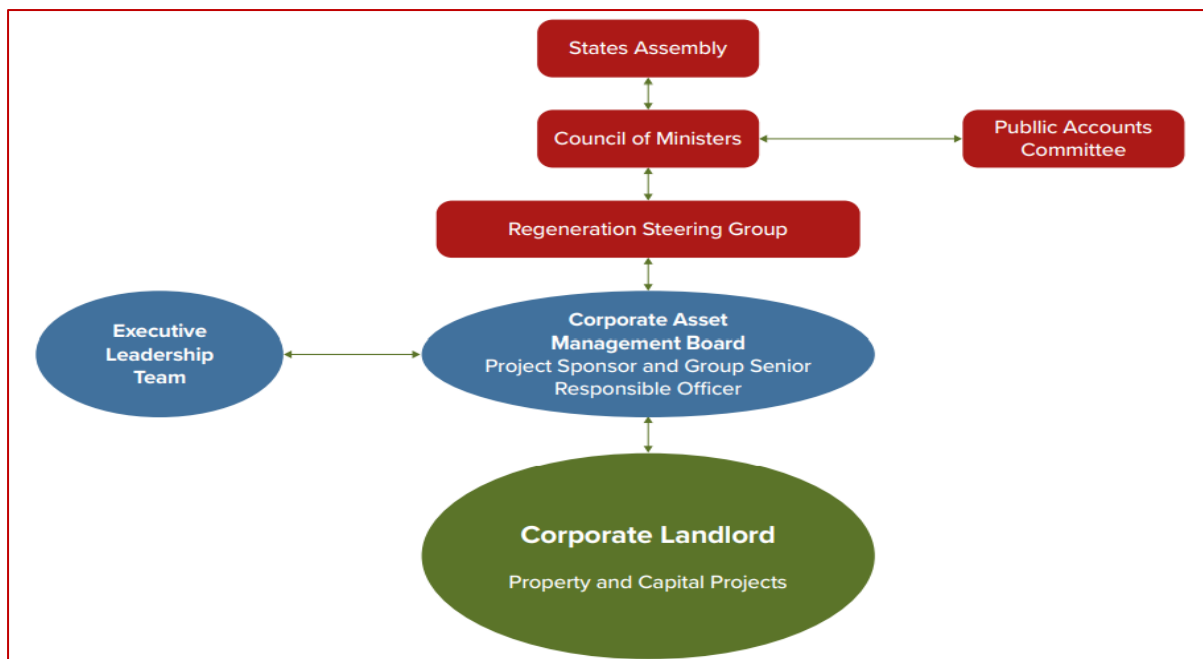 States Assembly
Council of Ministers
Publlic Accounts
Committee
Regeneration Steering Group
Executive
Leadership
Team
Corporate Asset
Management Board
Project Sponsor and Group Senior
Responsible Officer
Corporate Landlord
Property and Capital Projects